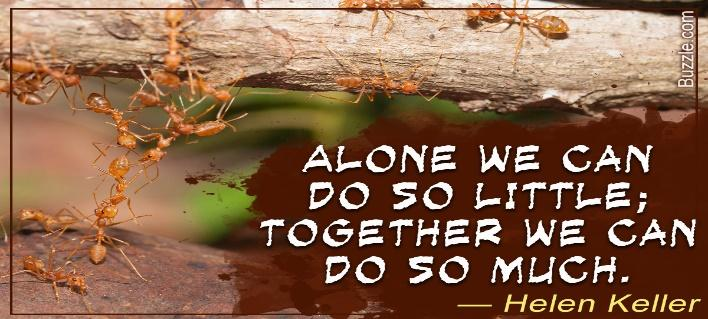 ALONE WE CAN
DO SO LITTLE;
TOGETHER WE CAN
DO SO MUCH.
— Helen Keller
Buzzle.com